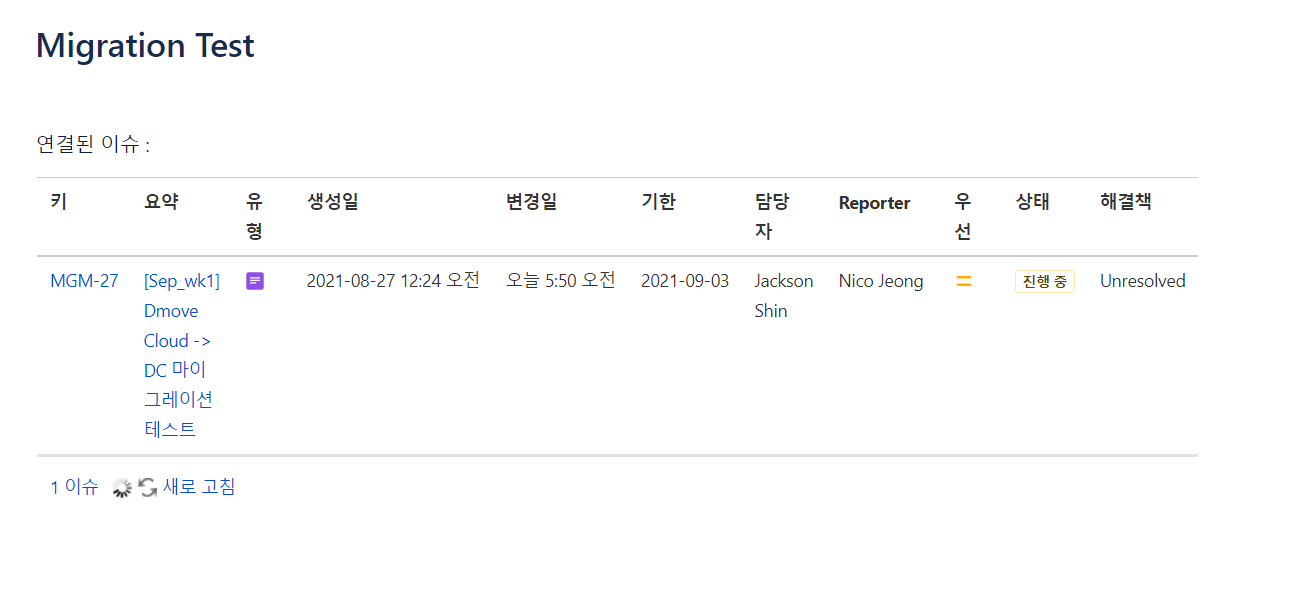 Migration Test
연결된 이슈 :
키 요약 유형 생성일 변경일 기한 담당자 Reporter 우선 상태 해결책
MGM-27 [Sep_wk1] 2021-08-27 12:24 오전 오늘 5:50 오전 2021-09-03 Jackson Nico Jeong 진행 중 Unresolved
Dmove Shin
Cloud ->
DC 마이
그레이션
테스트
1 이슈 새로 고침